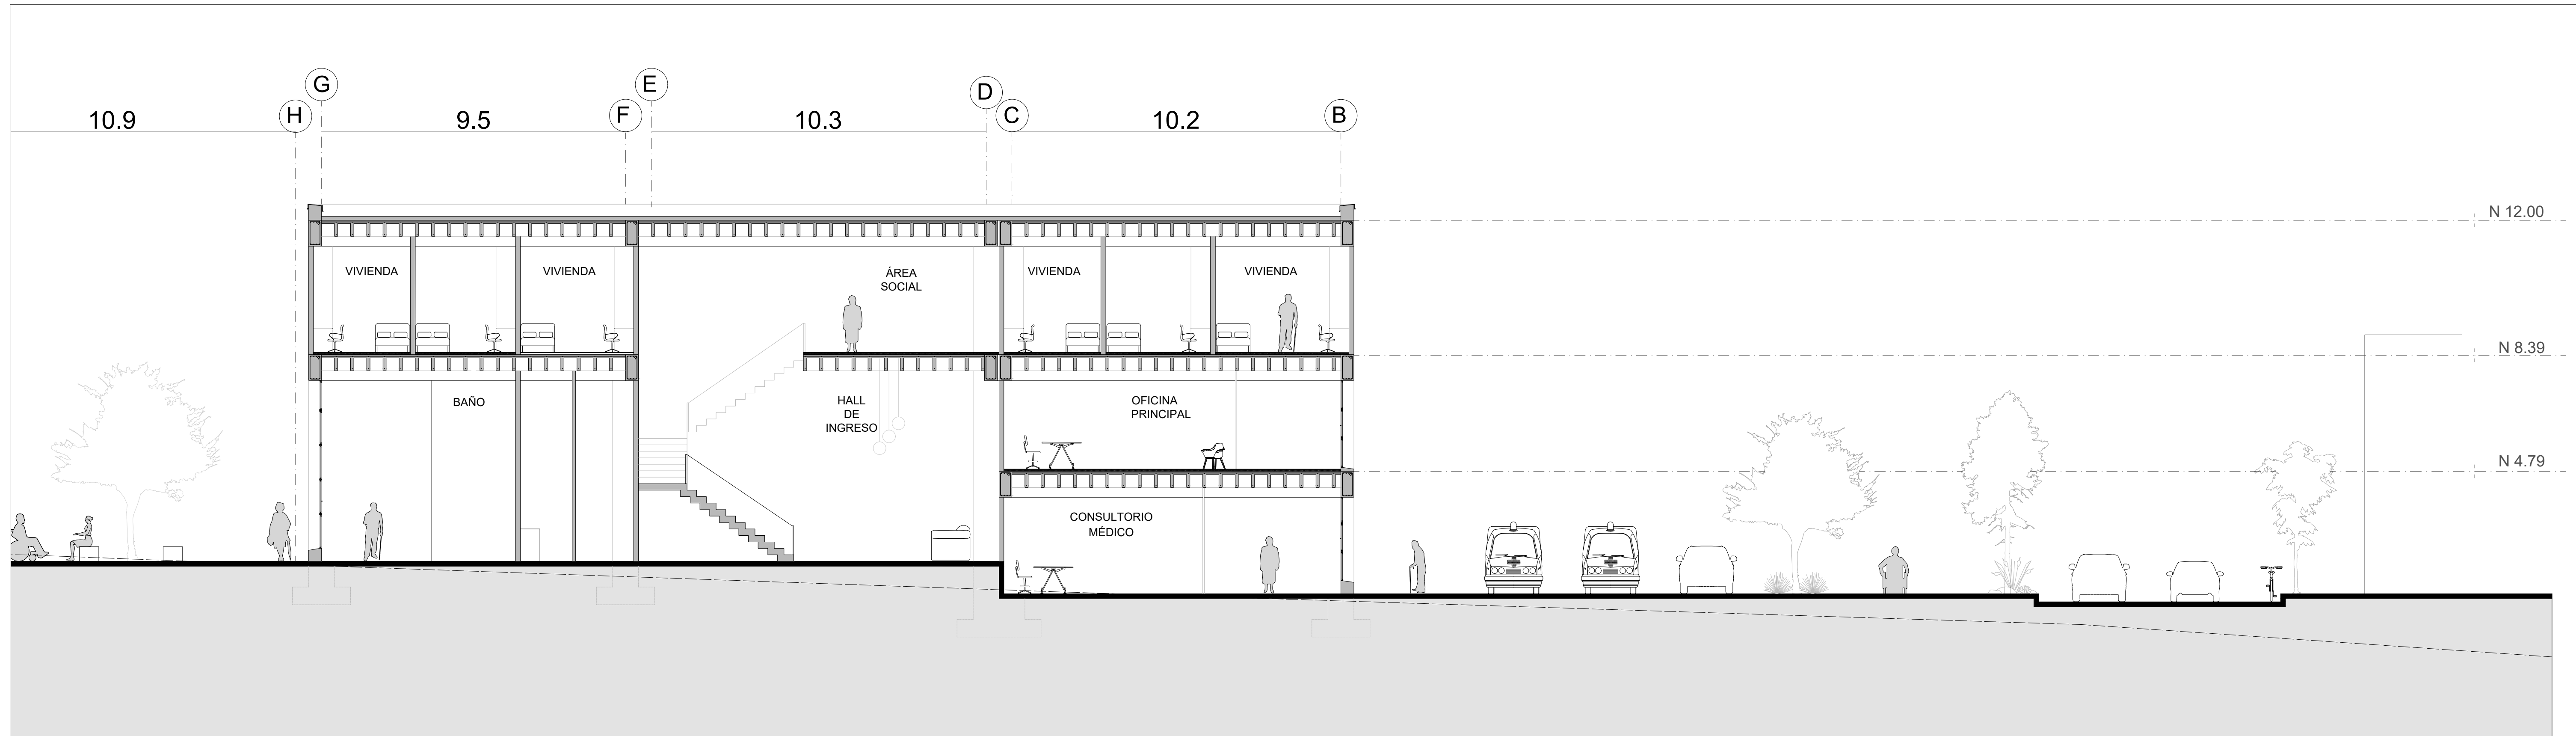 G
E
D
H
F
C
B
10.9
9.5
10.3
10.2
N 12.00
VIVIENDA
VIVIENDA
ÁREA
SOCIAL
VIVIENDA
VIVIENDA
N 8.39
BAÑO
HALL
DE
INGRESO
OFICINA
PRINCIPAL
N 4.79
CONSULTORIO
MÉDICO